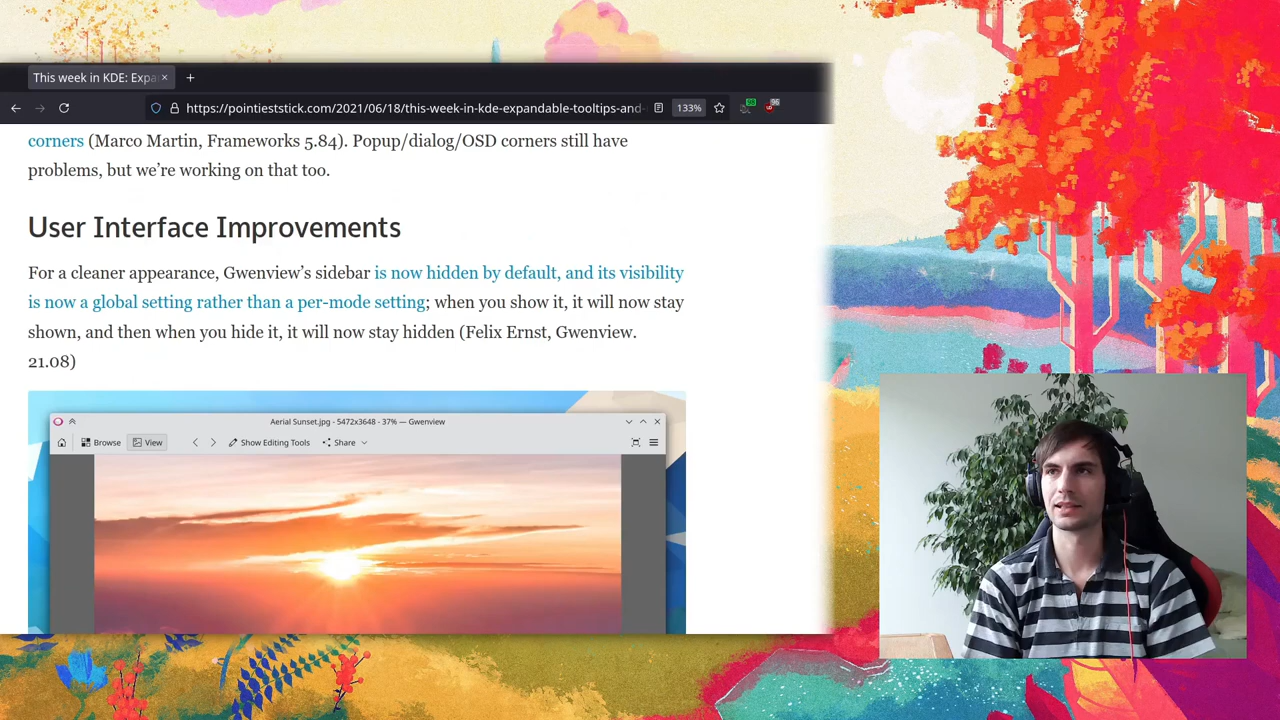 This week in KDE: Expa
https://pointieststick.com/2021/06/18/this-week-in-kde-expandable-tooltips-and-
133%
96
corners (Marco Martin, Frameworks 5.84). Popup/dialog/OSD corners still have
problems, but we’re working on that too.
User Interface Improvements
For a cleaner appearance, Gwenview’s sidebar is now hidden by default, and its visibility
is now a global setting rather than a per-mode setting; when you show it, it will now stay
shown, and then when you hide it, it will now stay hidden (Felix Ernst, Gwenview.
21.08)
Aerial Sunset.jpg - 5472x3648 - 37% — Gwenview
Browse View Show Editing Tools Share